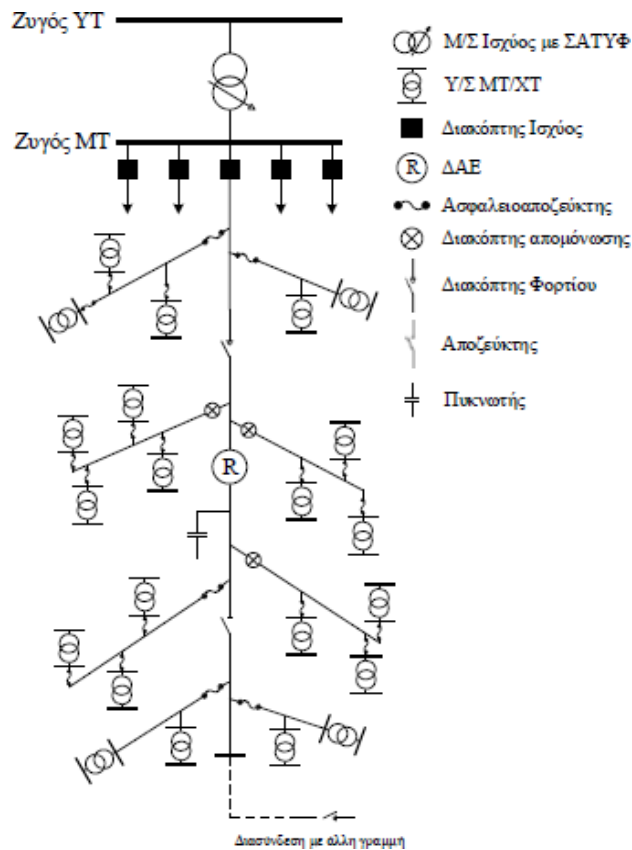 Ζυγός ΥΤ
Μ/Σ Ισχύος με ΣΑΤΥΦ
Υ/Σ ΜΤ/ΧΤ
Ζυγός ΜΤ
Διακόπτης Ισχύος
R
ΔΑΕ
Ασφαλειοαποζεύκτης
Διακόπτης απομόνωσης
Διακόπτης Φορτίου
Αποζεύκτης
Πυκνωτής
R
Διασύνδεση με άλλη γραμμή